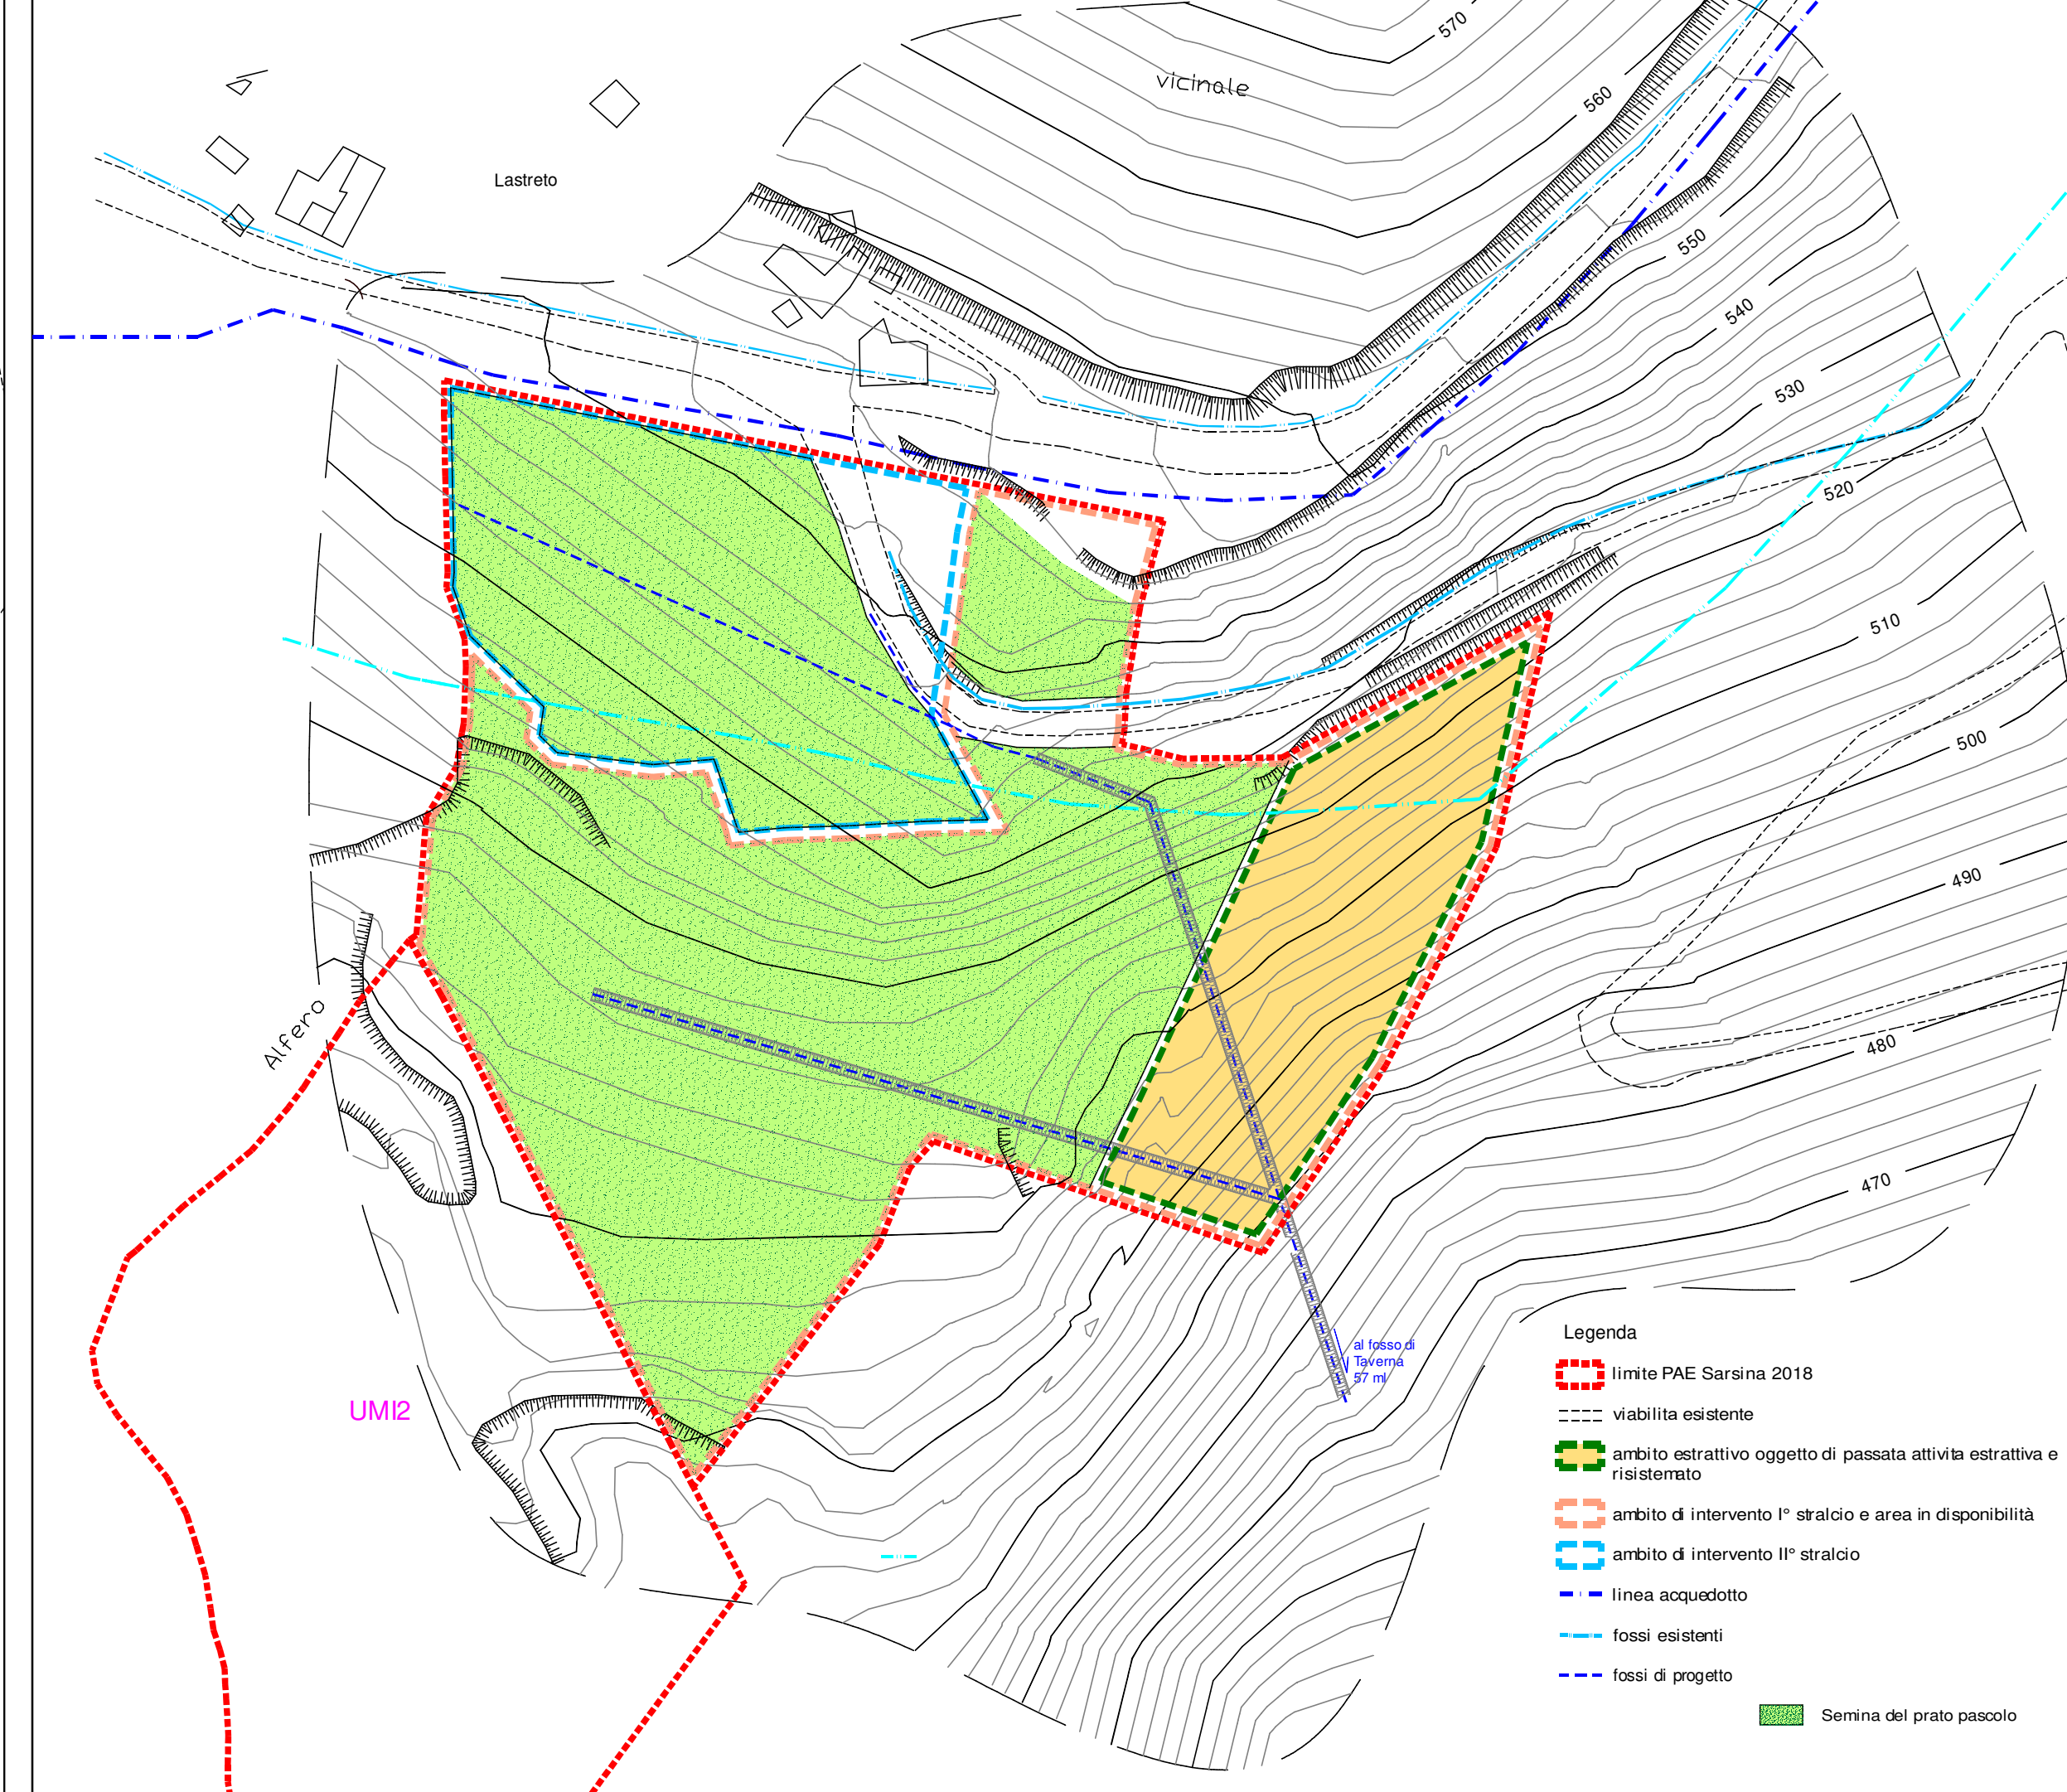 570
vicinale
560
Lastreto
550
540
530
520
510
500
490
Alfero
480
470
al fosso di
Taverna
57 ml
UMI2
Legenda
limite PAE Sarsina 2018
viabilita esistente
ambito estrattivo oggetto di passata attivita estrattiva e
risistemato
ambito di intervento I° stralcio e area in disponibilità
ambito di intervento II° stralcio
linea acquedotto
fossi esistenti
fossi di progetto
Semina del prato pascolo